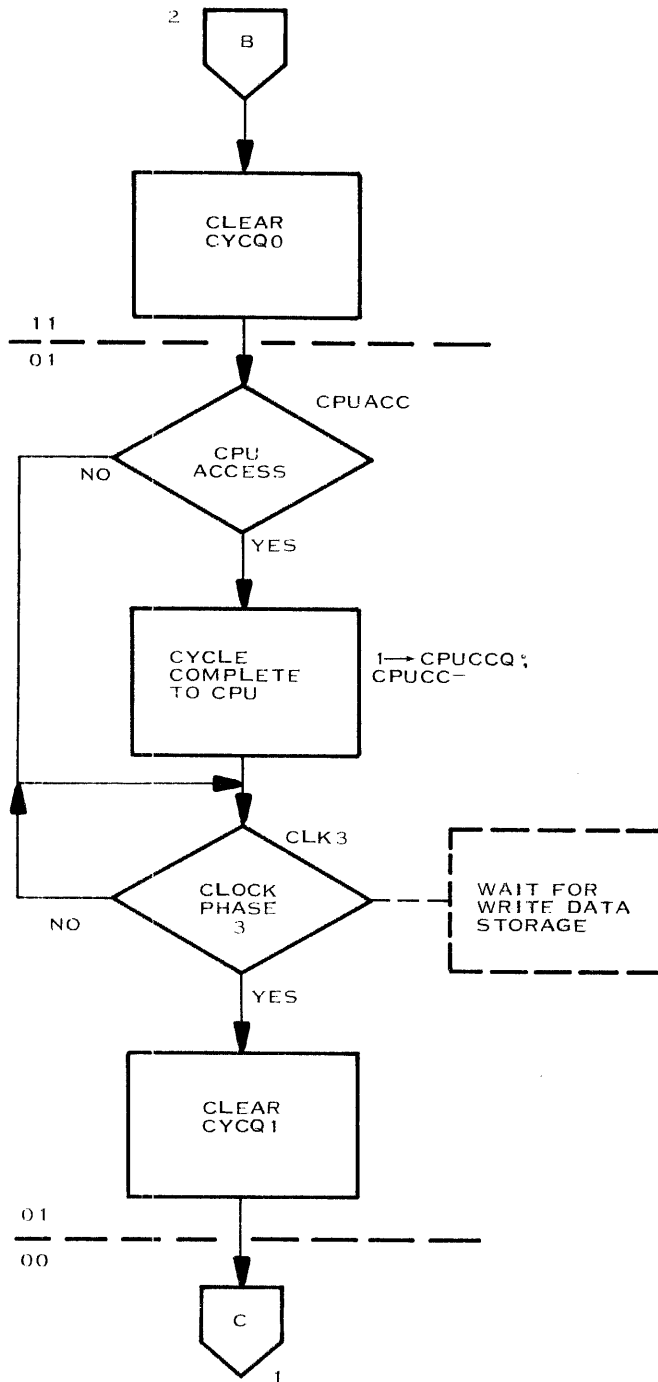 2
B
CLEAR
CYCQ0
11
01
CPUACC
CPU
ACCESS
NO
YES
CYCLE
COMPLETE
TO CPU
1→ CPUCCQ;
CPUCC-
CLK3
CLOCK
PHASE
3
NO
WAIT FOR
WRITE DATA
STORAGE
YES
CLEAR
CYCQ1
01
00
C
1